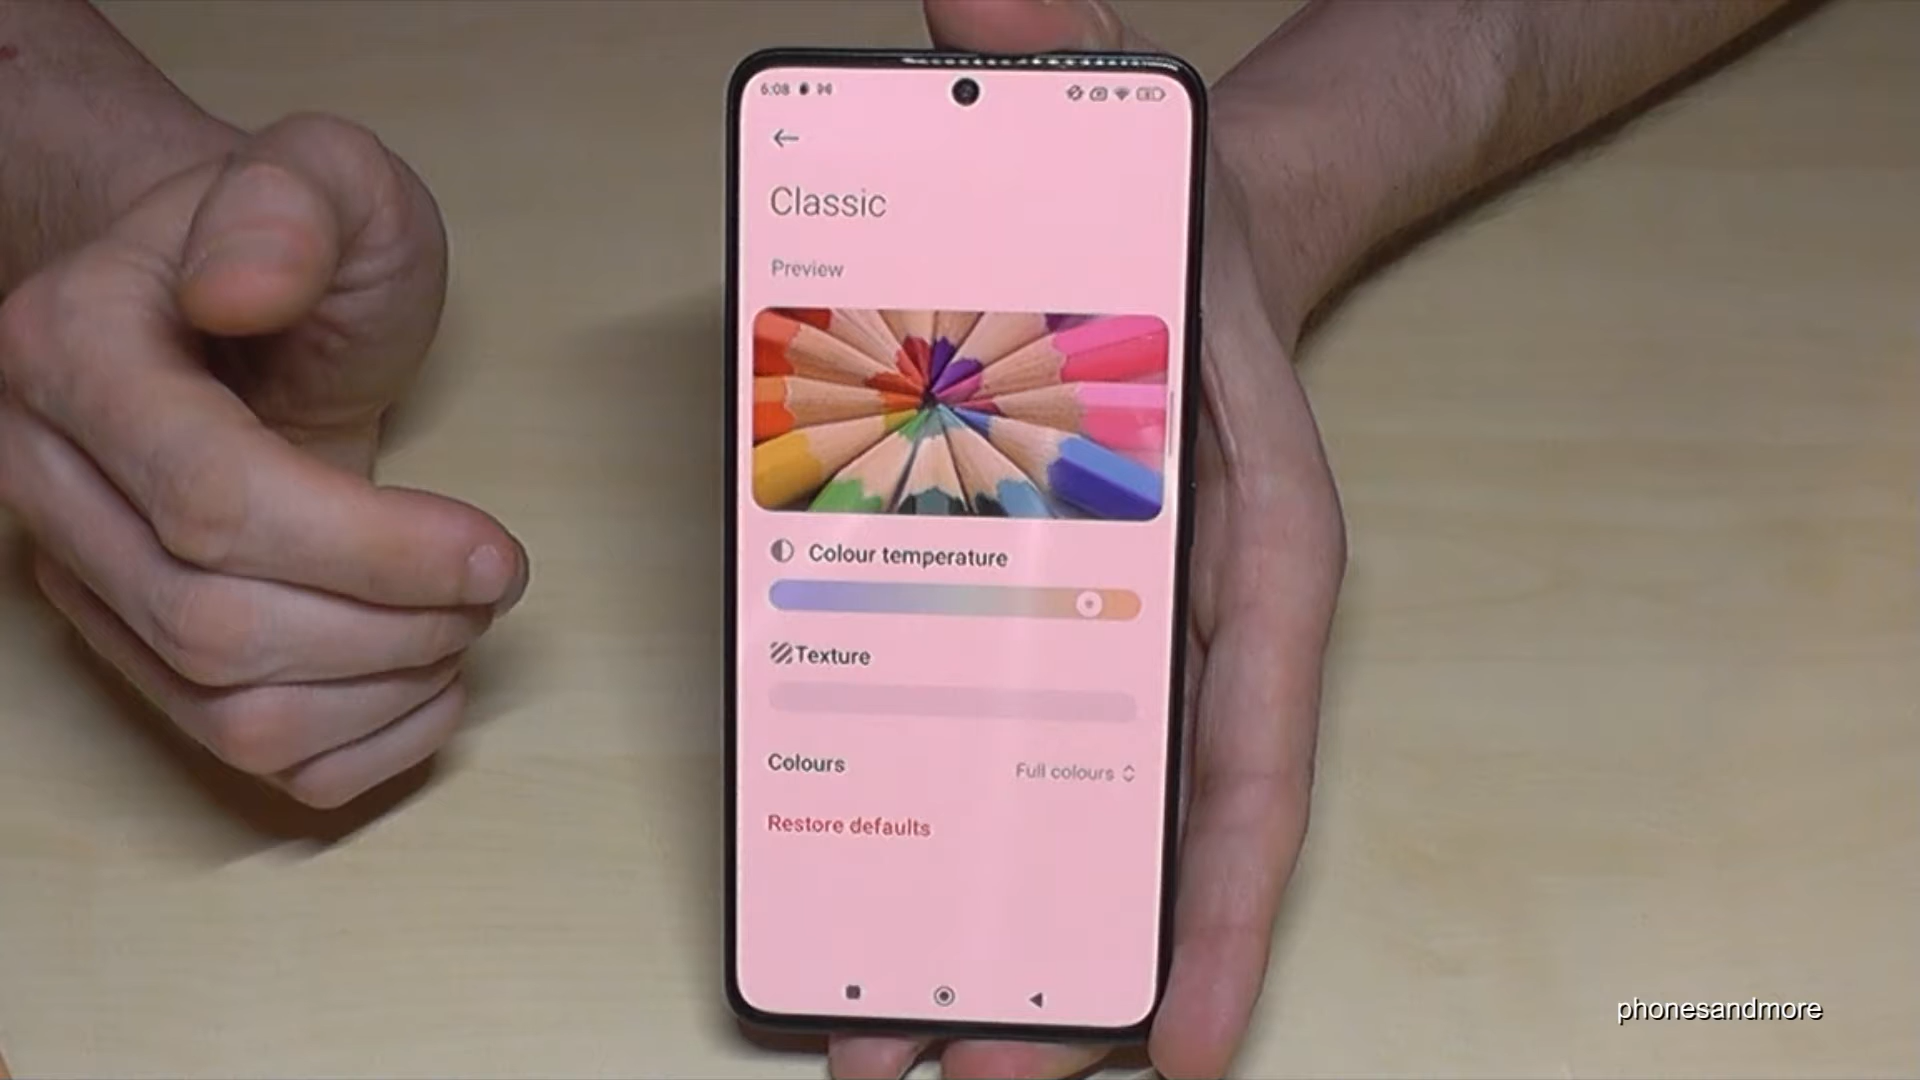 6:08
Classic
Preview
Colour temperature
Texture
Colours
Full colours
Restore defaults
phonesandmore